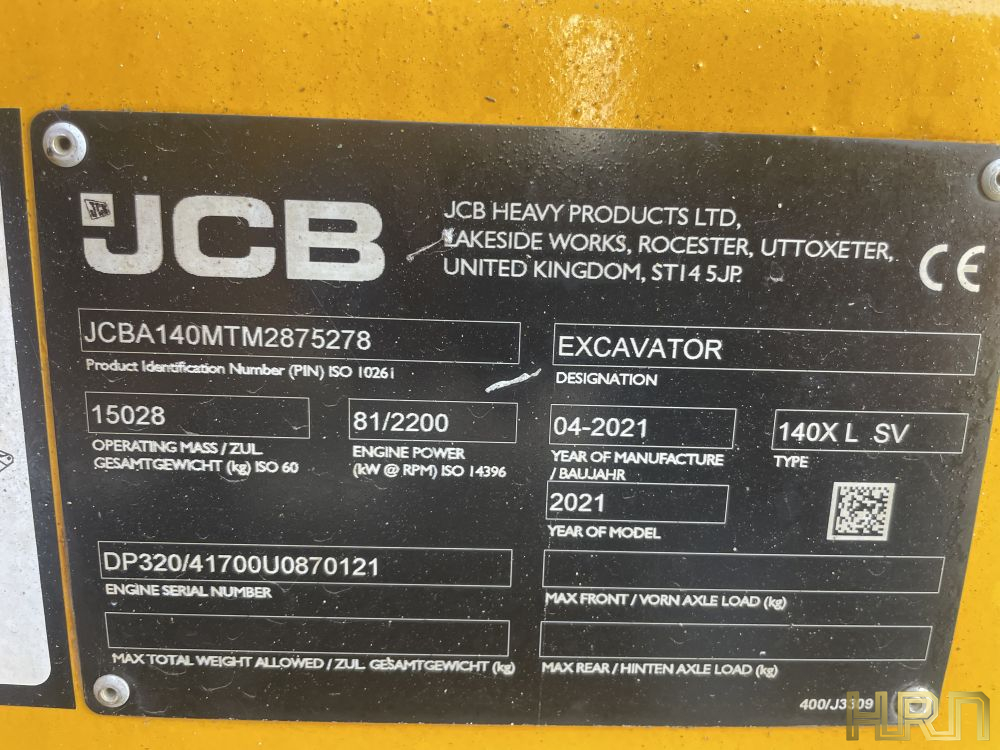 JCB
JCB HEAVY PRODUCTS LTD,
LAKESIDE WORKS, ROCESTER, UTTOXETER,
UNITED KINGDOM, ST14 5JP.
CE
JCBA140MTM2875278
Product Identification Number (PIN) ISO 10261
EXCAVATOR
DESIGNATION
15028
OPERATING MASS / ZUL
GESAMTGEWICHT (kg) ISO 60
81/2200
ENGINE POWER
(kW @ RPM) ISO 14396
04-2021
YEAR OF MANUFACTURE
/ BAUJAHR
140X L SV
TYPE
2021
YEAR OF MODEL
DP320/41700U0870121
ENGINE SERIAL NUMBER
MAX FRONT / VORN AXLE LOAD (kg)
MAX TOTAL WEIGHT ALLOWED / ZUL GESAMTGEWICHT (kg)
MAX REAR / HINTEN AXLE LOAD (kg)
HRN